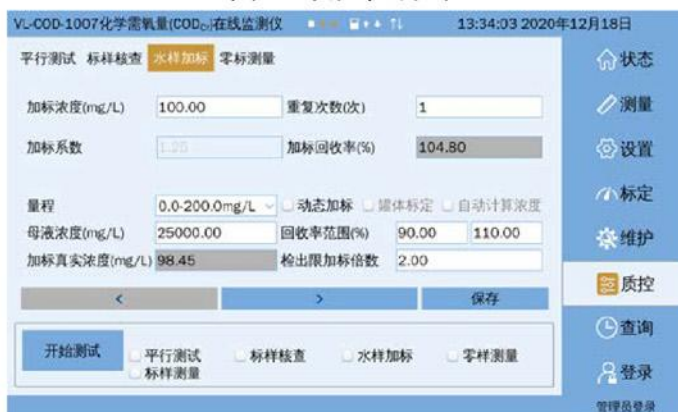 VL-COD-1007化学需氧量(CODcr)在线监测仪 13:34:03 2020年12月18日
平行测试 标样核查 水样加标 零标测量
加标浓度(mg/L) 100.00 重复次数(次) 1
加标系数 1.25 加标回收率(%) 104.80
量程 0.0-200.0mg/L 动态加标 罐体标定 自动计算浓度
母液浓度(mg/L) 25000.00 回收率范围(%) 90.00 110.00
加标真实浓度(mg/L) 98.45 检出限加标倍数 2.00
< > 保存
开始测试 平行测试 标样核查 水样加标 零样测量
标样测量
状态
测量
设置
标定
维护
质控
查询
登录
管理员登录